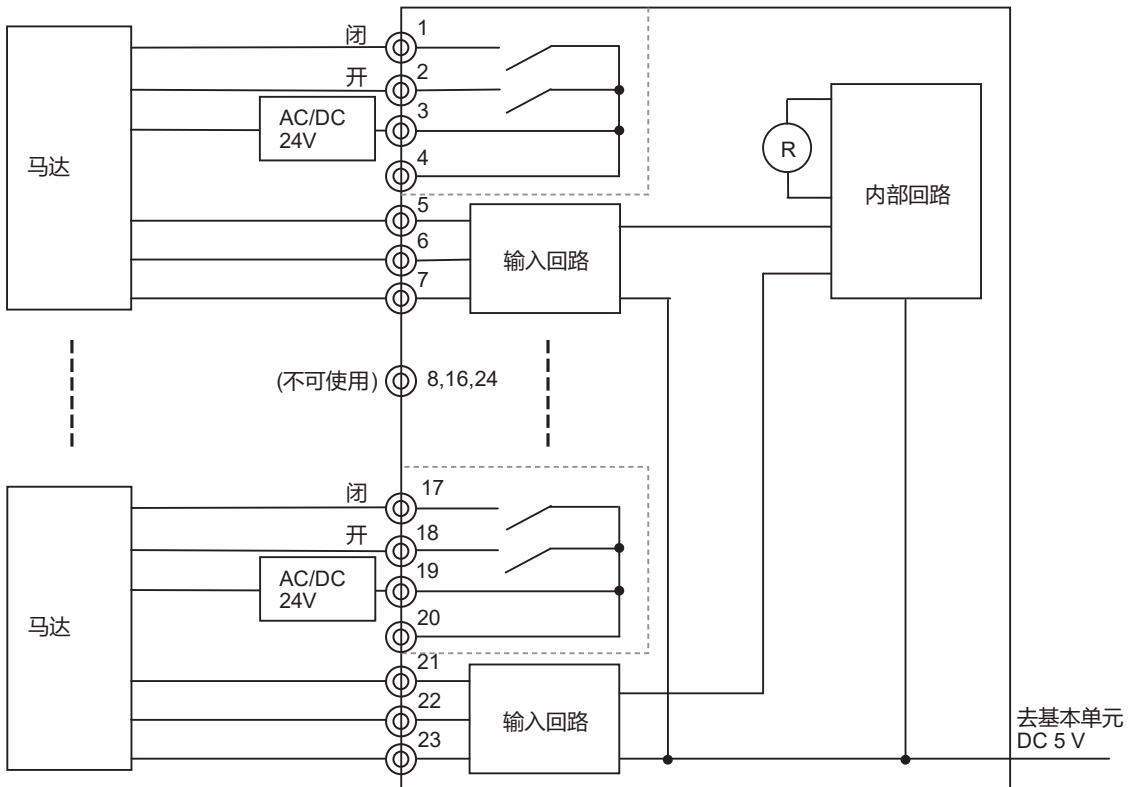 闭
1
开
2
AC/DC
24V
3
4
马达
R
内部回路
5
6
7
输入回路
(不可使用)
8,16,24
闭
17
开
18
AC/DC
24V
19
20
马达
21
22
23
输入回路
去基本单元
DC 5 V